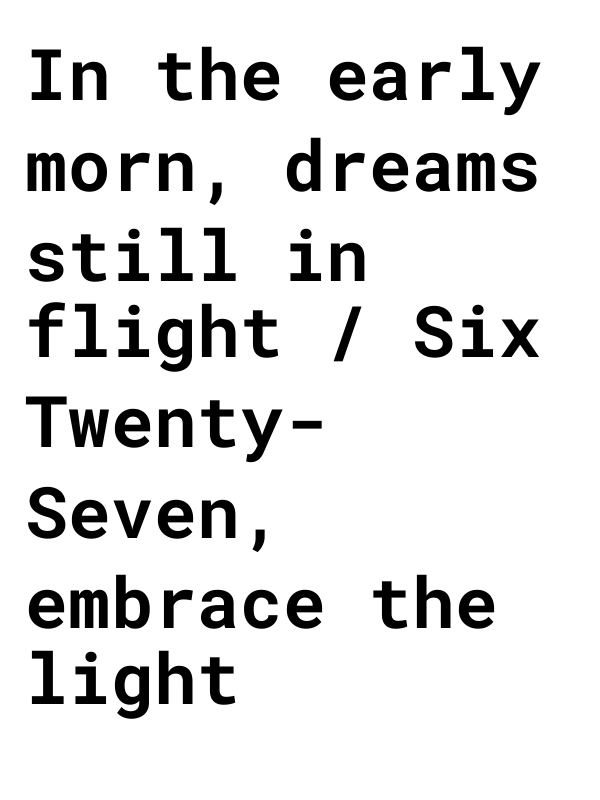 In the early
morn, dreams
still in
flight / Six
Twenty-
Seven,
embrace the
light